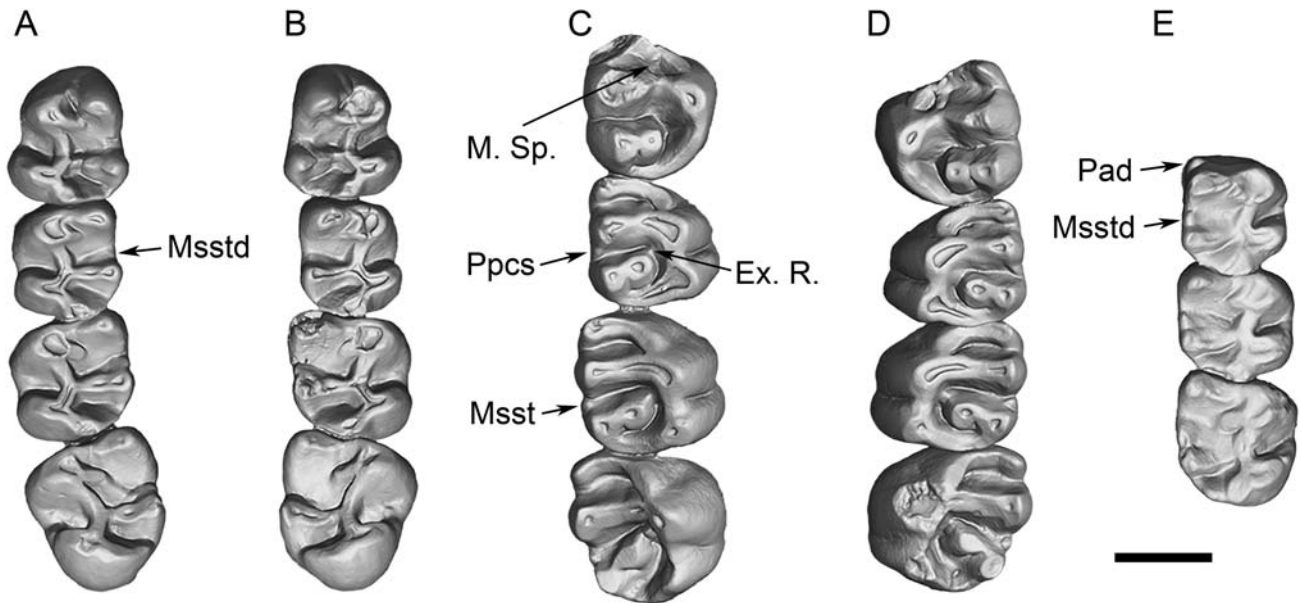 A
B
C
D
E
M. Sp.
Pad
Msstd
Msstd
Ppcs
Ex. R.
Msst